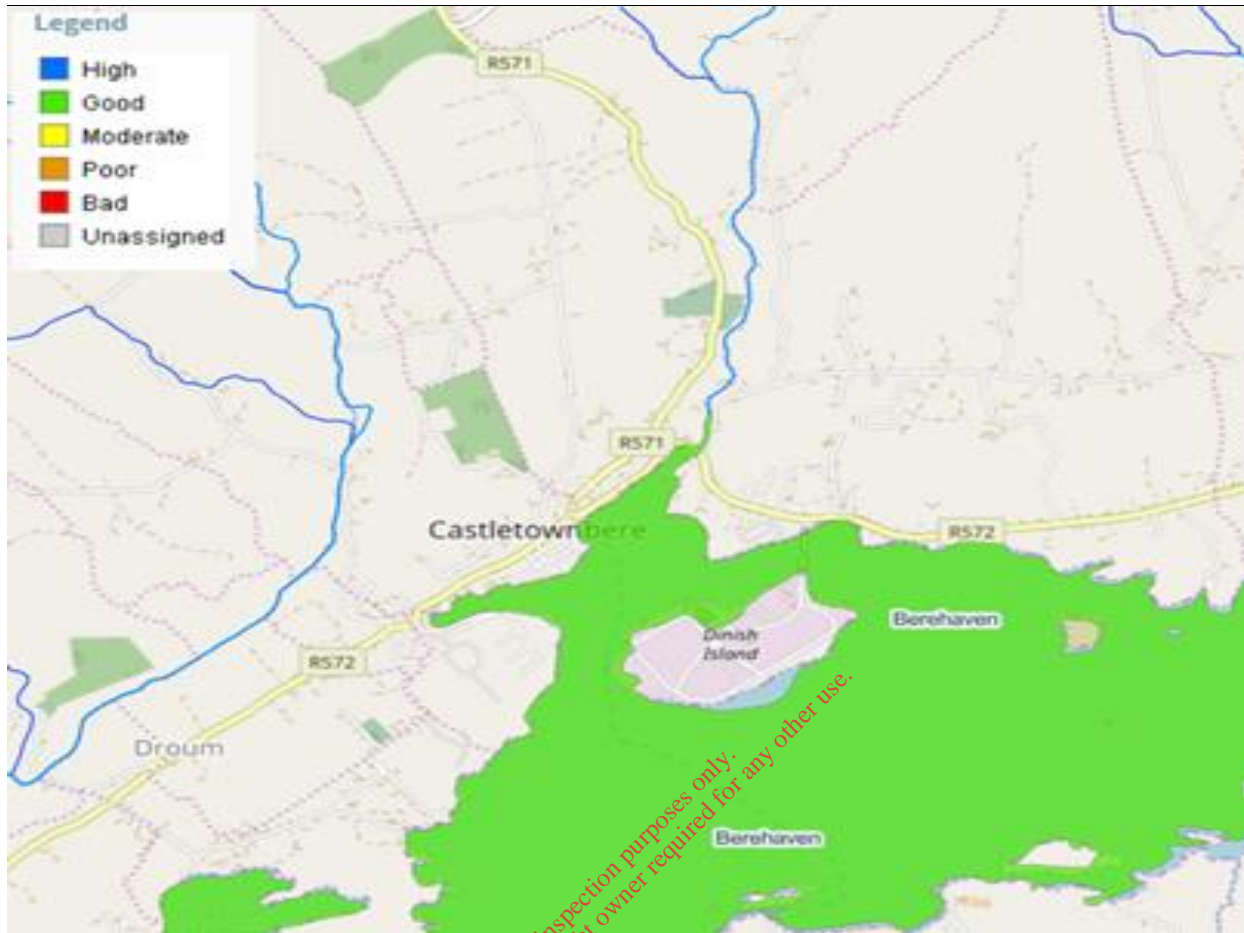 Legend
High
Good
Moderate
Poor
Bad
Unassigned
R571
R571
Castletownbere
R572
Berehaven
Dinish
Island
R572
Droum
Berehaven
inspection purposes only.
owner required for any other use.